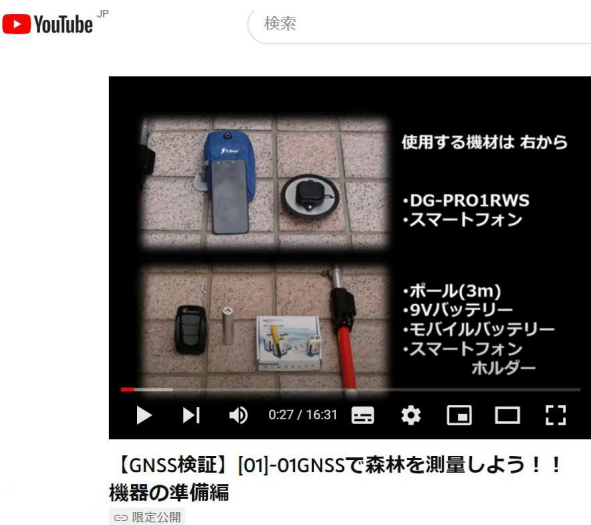 YouTube JP
検索
使用する機材は 右から
・DG-PRO1RWS
・スマートフォン
・ポール(3m)
・9Vバッテリー
・モバイルバッテリー
・スマートフォン
ホルダー
0:27 / 16:31
【GNSS検証】[01]-01GNSSで森林を測量しよう！！
機器の準備編
限定公開